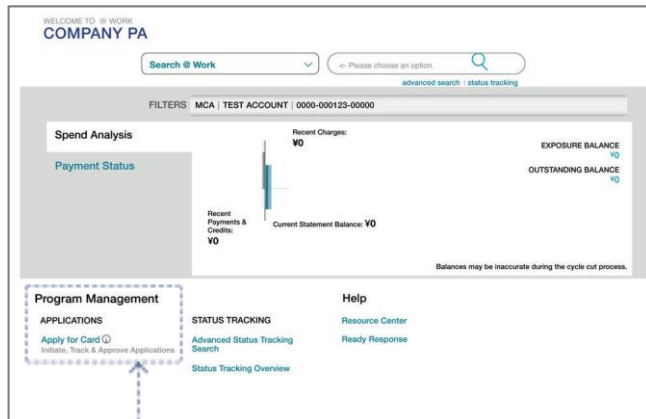 WELCOME TO @ WORK
COMPANY PA
Search @ Work
<- Please choose an option.
advanced search | status tracking
FILTERS MCA | TEST ACCOUNT | 0000-000123-00000
Spend Analysis
Payment Status
Recent Charges:
¥0
EXPOSURE BALANCE
¥0
OUTSTANDING BALANCE
¥0
Recent
Payments &
Credits:
¥0
Current Statement Balance: ¥0
Balances may be inaccurate during the cycle cut process.
Program Management
APPLICATIONS
Apply for Card
Initiate, Track & Approve Applications
STATUS TRACKING
Advanced Status Tracking
Search
Status Tracking Overview
Help
Resource Center
Ready Response